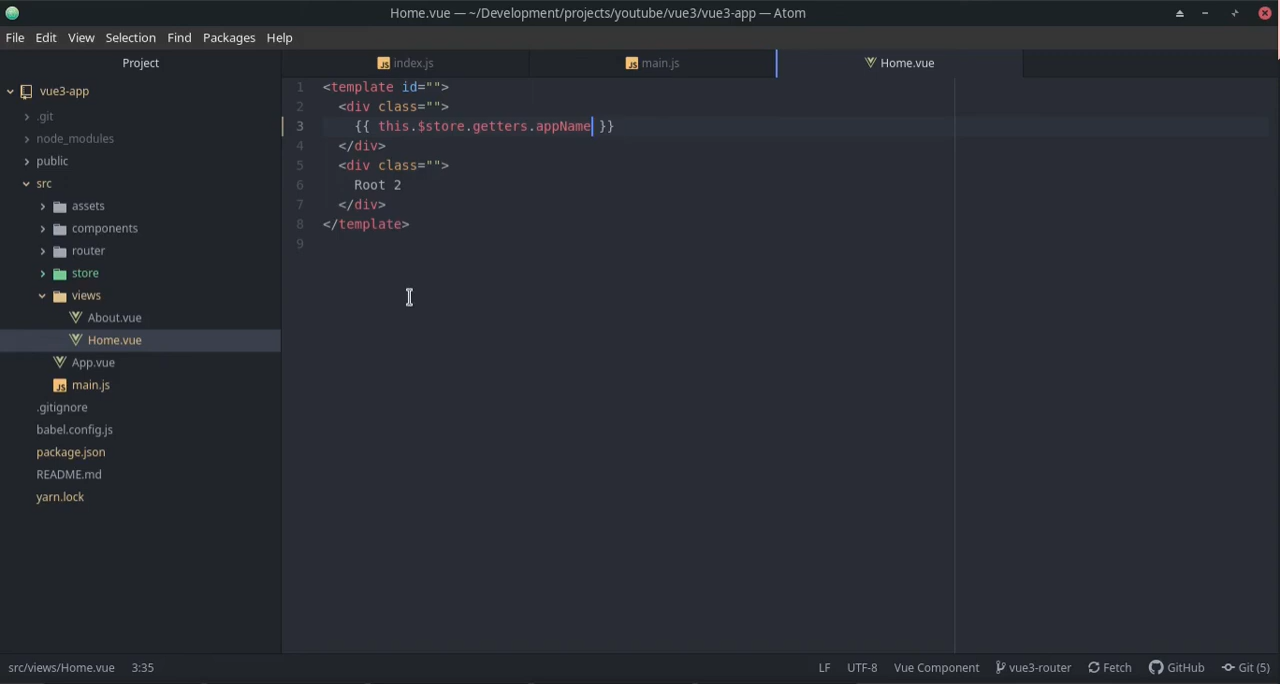 Home.vue — ~/Development/projects/youtube/vue3/vue3-app — Atom
File Edit View Selection Find Packages Help
Project
index.js
main.js
Home.vue
vue3-app
.git
node_modules
public
src
assets
components
router
store
views
About.vue
Home.vue
App.vue
main.js
.gitignore
babel.config.js
package.json
README.md
yarn.lock
1 <template id="">
2 <div class="">
3 {{ this.$store.getters.appName }}
4 </div>
5 <div class="">
6 Root 2
7 </div>
8 </template>
9
src/views/Home.vue 3:35 LF UTF-8 Vue Component vue3-router Fetch GitHub Git (5)